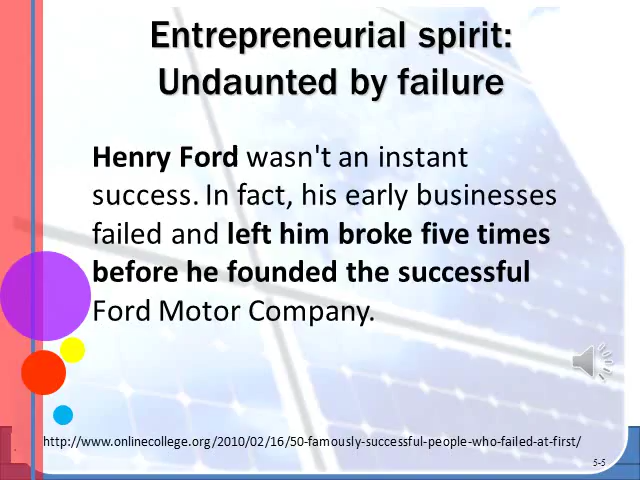 Entrepreneurial spirit:
Undaunted by failure
Henry Ford wasn't an instant
success. In fact, his early businesses
failed and left him broke five times
before he founded the successful
Ford Motor Company.
http://www.onlinecollege.org/2010/02/16/50-famously-successful-people-who-failed-at-first/
5-5